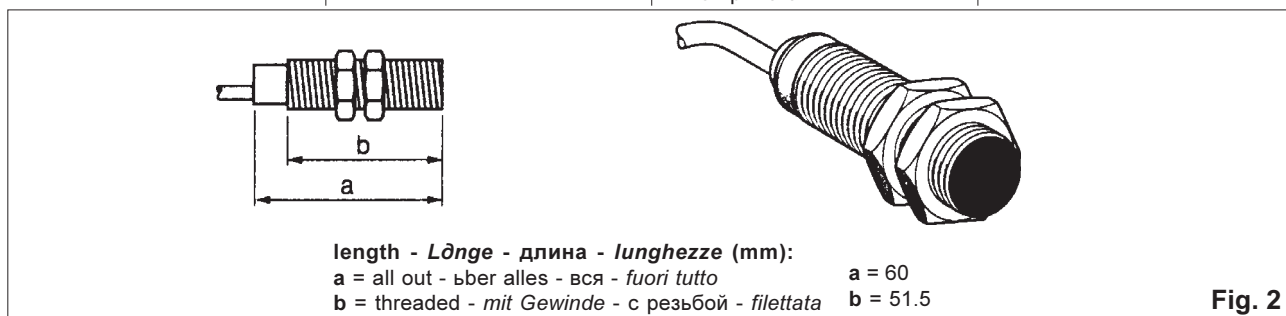 b
a
length - Lдnge - длина - lunghezze (mm):
a = all out - ьber alles - вся - fuori tutto
a = 60
b = threaded - mit Gewinde - с резьбой - filettata
b = 51.5
Fig. 2